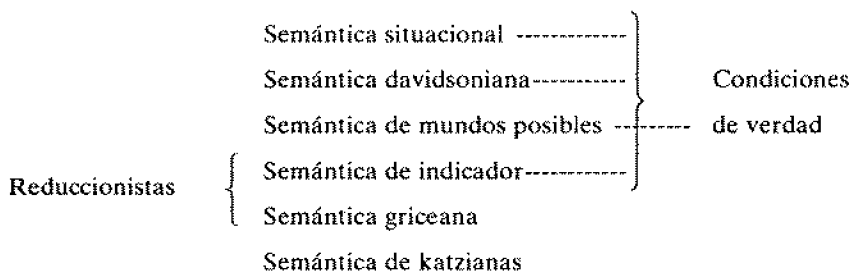 Semántica situacional
Semántica davidsoniana Condiciones
Semántica de mundos posibles de verdad
Reduccionistas Semántica de indicador
Semántica griceana
Semántica de katzianas